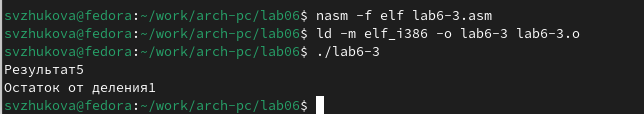 svzhukova@fedora:~/work/arch-pc/lab06$ nasm -f elf lab6-3.asm
svzhukova@fedora:~/work/arch-pc/lab06$ ld -m elf_i386 -o lab6-3 lab6-3.o
svzhukova@fedora:~/work/arch-pc/lab06$ ./lab6-3
Результат5
Остаток от деления1
svzhukova@fedora:~/work/arch-pc/lab06$